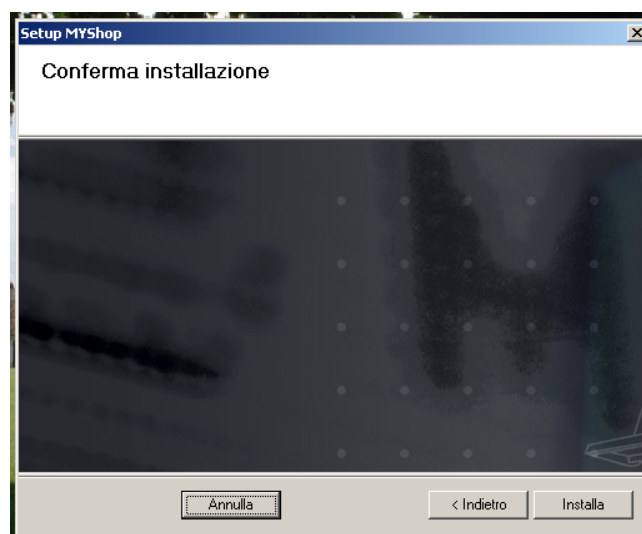 Setup MYShop
Conferma installazione
Annulla
< Indietro
Installa